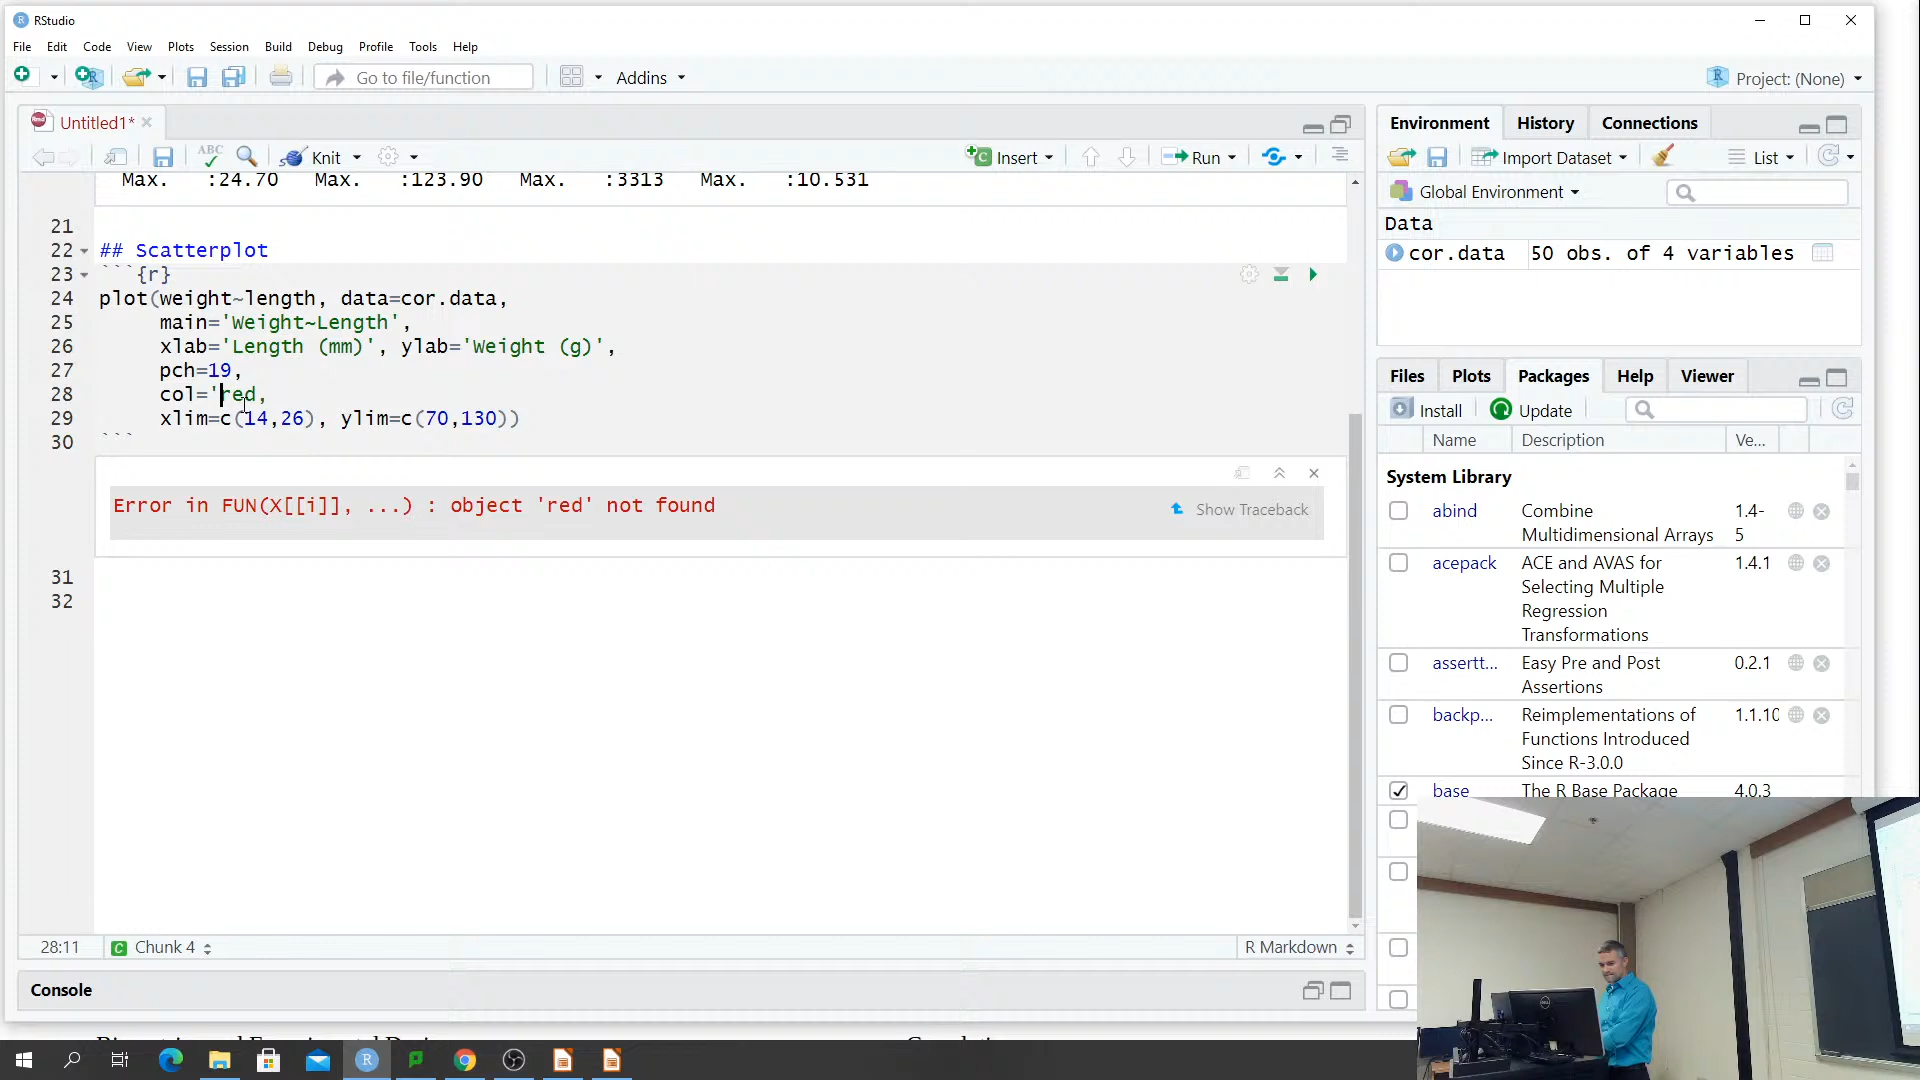 RStudio
File Edit Code View Plots Session Build Debug Profile Tools Help
Go to file/function Addins Project: (None)
Untitled1*
ABC Knit Insert Run
Max. :24.70 Max. :123.90 Max. :3313 Max. :10.531
21
22 ## Scatterplot
23 ```{r}
24 plot(weight~length, data=cor.data,
25 main='Weight~Length',
26 xlab='Length (mm)', ylab='Weight (g)',
27 pch=19,
28 col='red,
29 xlim=c(14,26), ylim=c(70,130))
30 ```
Error in FUN(X[[i]], ...) : object 'red' not found
Show Traceback
31
32
28:11 Chunk 4 R Markdown
Console
Environment History Connections
Import Dataset List
Global Environment
Data
cor.data 50 obs. of 4 variables
Files Plots Packages Help Viewer
Install Update
Name Description Ve...
System Library
abind Combine Multidimensional Arrays 1.4-5
acepack ACE and AVAS for Selecting Multiple Regression Transformations 1.4.1
assertt... Easy Pre and Post Assertions 0.2.1
backp... Reimplementations of Functions Introduced Since R-3.0.0 1.1.10
base The R Base Package 4.0.3